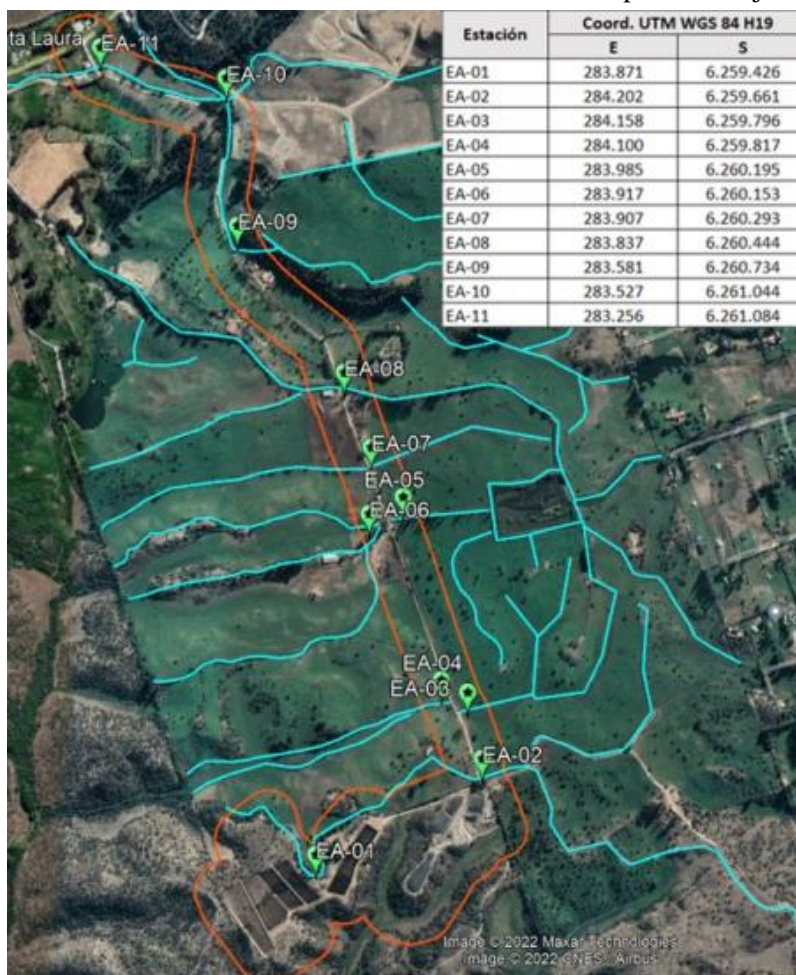 Estación Coord. UTM WGS 84 H19
E S
EA-01 283.871 6.259.426
EA-02 284.202 6.259.661
EA-03 284.158 6.259.796
EA-04 284.100 6.259.817
EA-05 283.985 6.260.195
EA-06 283.917 6.260.153
EA-07 283.907 6.260.293
EA-08 283.837 6.260.444
EA-09 283.581 6.260.734
EA-10 283.527 6.261.044
EA-11 283.256 6.261.084
ta Laura
EA-11
EA-10
EA-09
EA-08
EA-07
EA-05
EA-06
EA-04
EA-03
EA-02
EA-01
Image © 2022 Maxar Technologies
Image © 2022 CNES / Airbus